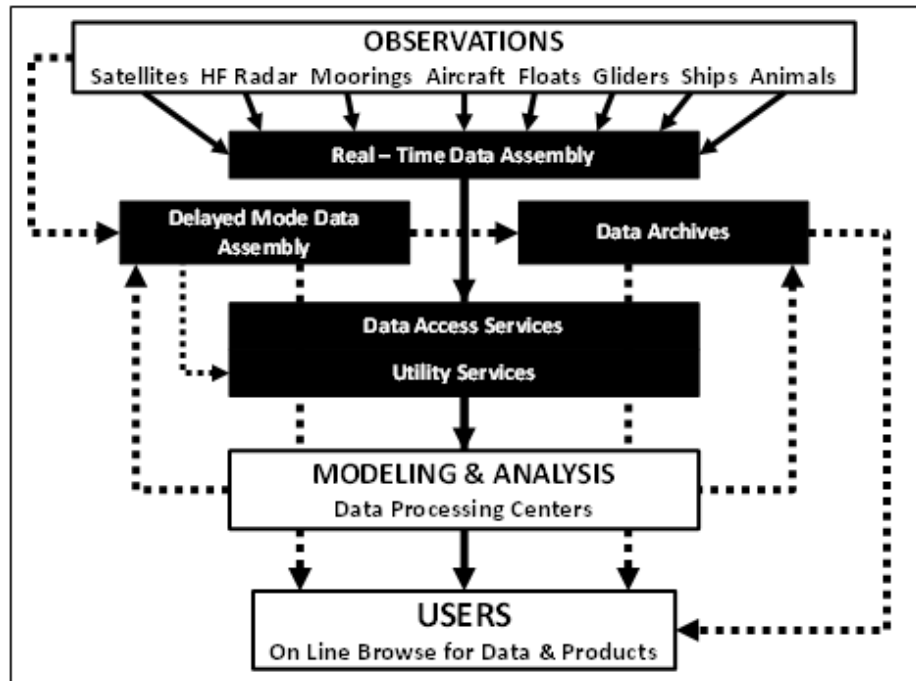 OBSERVATIONS
Satellites HF Radar Moorings Aircraft Floats Gliders Ships Animals
Real – Time Data Assembly
Delayed Mode Data
Assembly
Data Archives
Data Access Services
Utility Services
MODELING & ANALYSIS
Data Processing Centers
USERS
On Line Browse for Data & Products